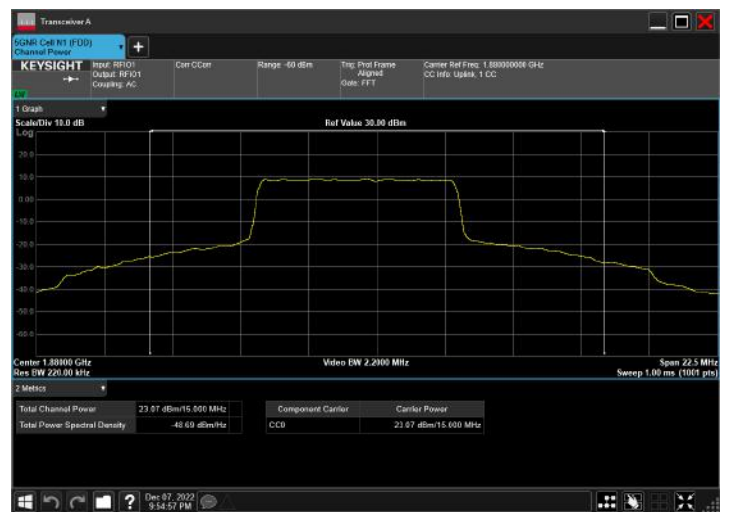 Transceiver A
5GNR Cell N1 (FDD)
Channel Power
KEYSIGHT
Input: RFIO1
Output: RFIO1
Coupling: AC
Corr CCorr
Range -60 dBm
Trig: Prot Frame
Aligned
Gate: FFT
Carrier Ref Freq: 1.880000000 GHz
CC Info: Uplink, 1 CC
1 Graph
Scale/Div 10.0 dB
Ref Value 30.00 dBm
Log
20.0
10.0
0.00
-10.0
-20.0
-30.0
-40.0
-50.0
-60.0
Center 1.88000 GHz
Video BW 2.2000 MHz
Span 22.5 MHz
Res BW 220.00 kHz
Sweep 1.00 ms (1001 pts)
2 Metrics
Total Channel Power 23.07 dBm/15.000 MHz
Total Power Spectral Density -48.69 dBm/Hz
Component Carrier Carrier Power
CC0 23.07 dBm/15.000 MHz
?
Dec 07, 2022
9:54:57 PM